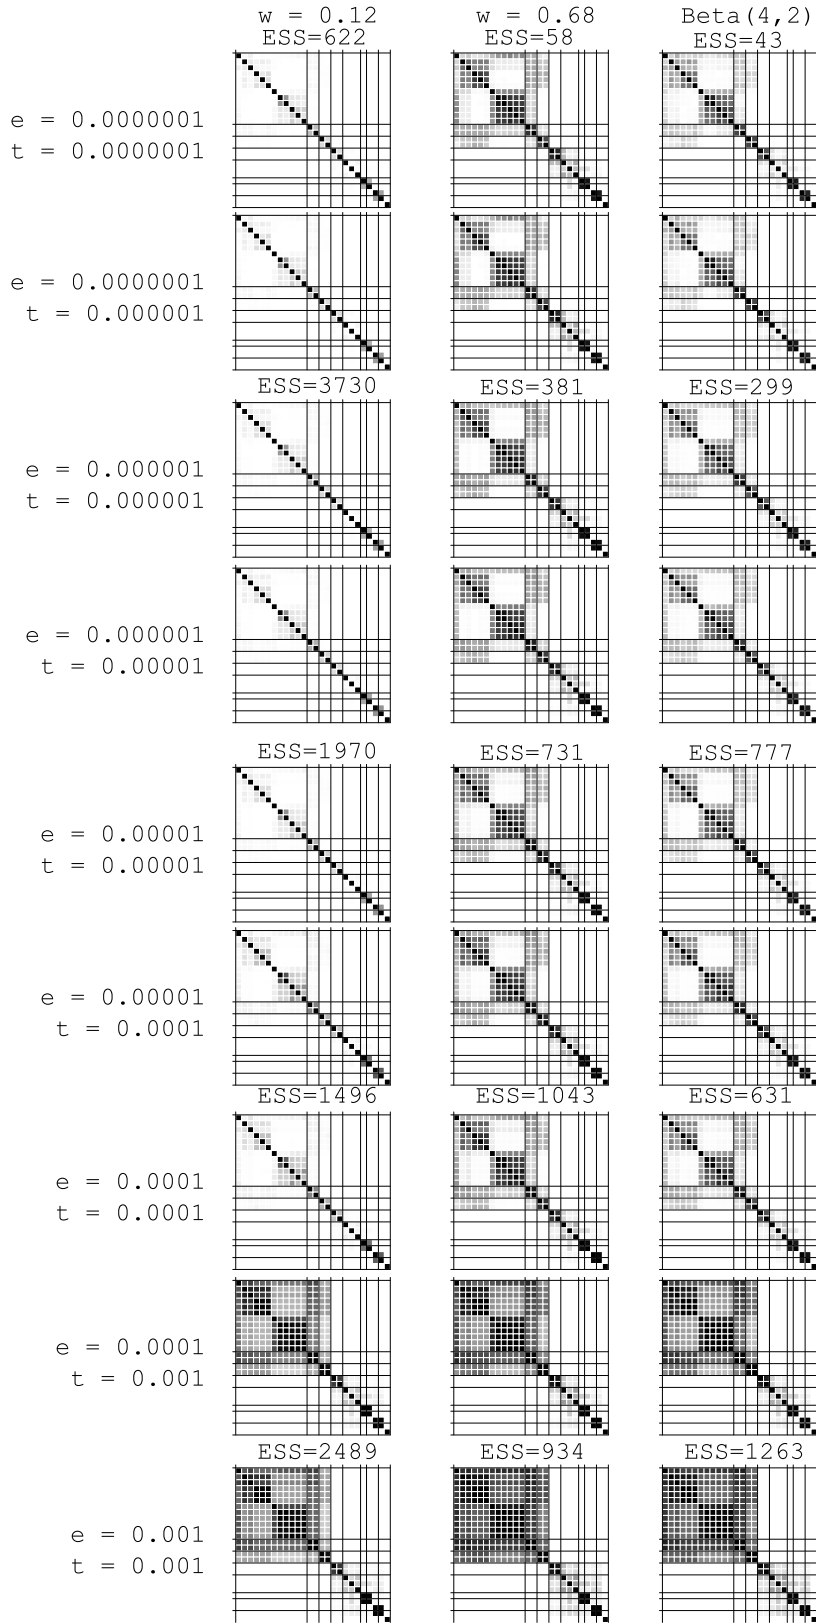 w = 0.12 w = 0.68 Beta(4,2)
ESS=622 ESS=58 ESS=43
e = 0.0000001
t = 0.0000001
e = 0.0000001
t = 0.000001
ESS=3730 ESS=381 ESS=299
e = 0.000001
t = 0.000001
e = 0.000001
t = 0.00001
ESS=1970 ESS=731 ESS=777
e = 0.00001
t = 0.00001
e = 0.00001
t = 0.0001
ESS=1496 ESS=1043 ESS=631
e = 0.0001
t = 0.0001
e = 0.0001
t = 0.001
ESS=2489 ESS=934 ESS=1263
e = 0.001
t = 0.001